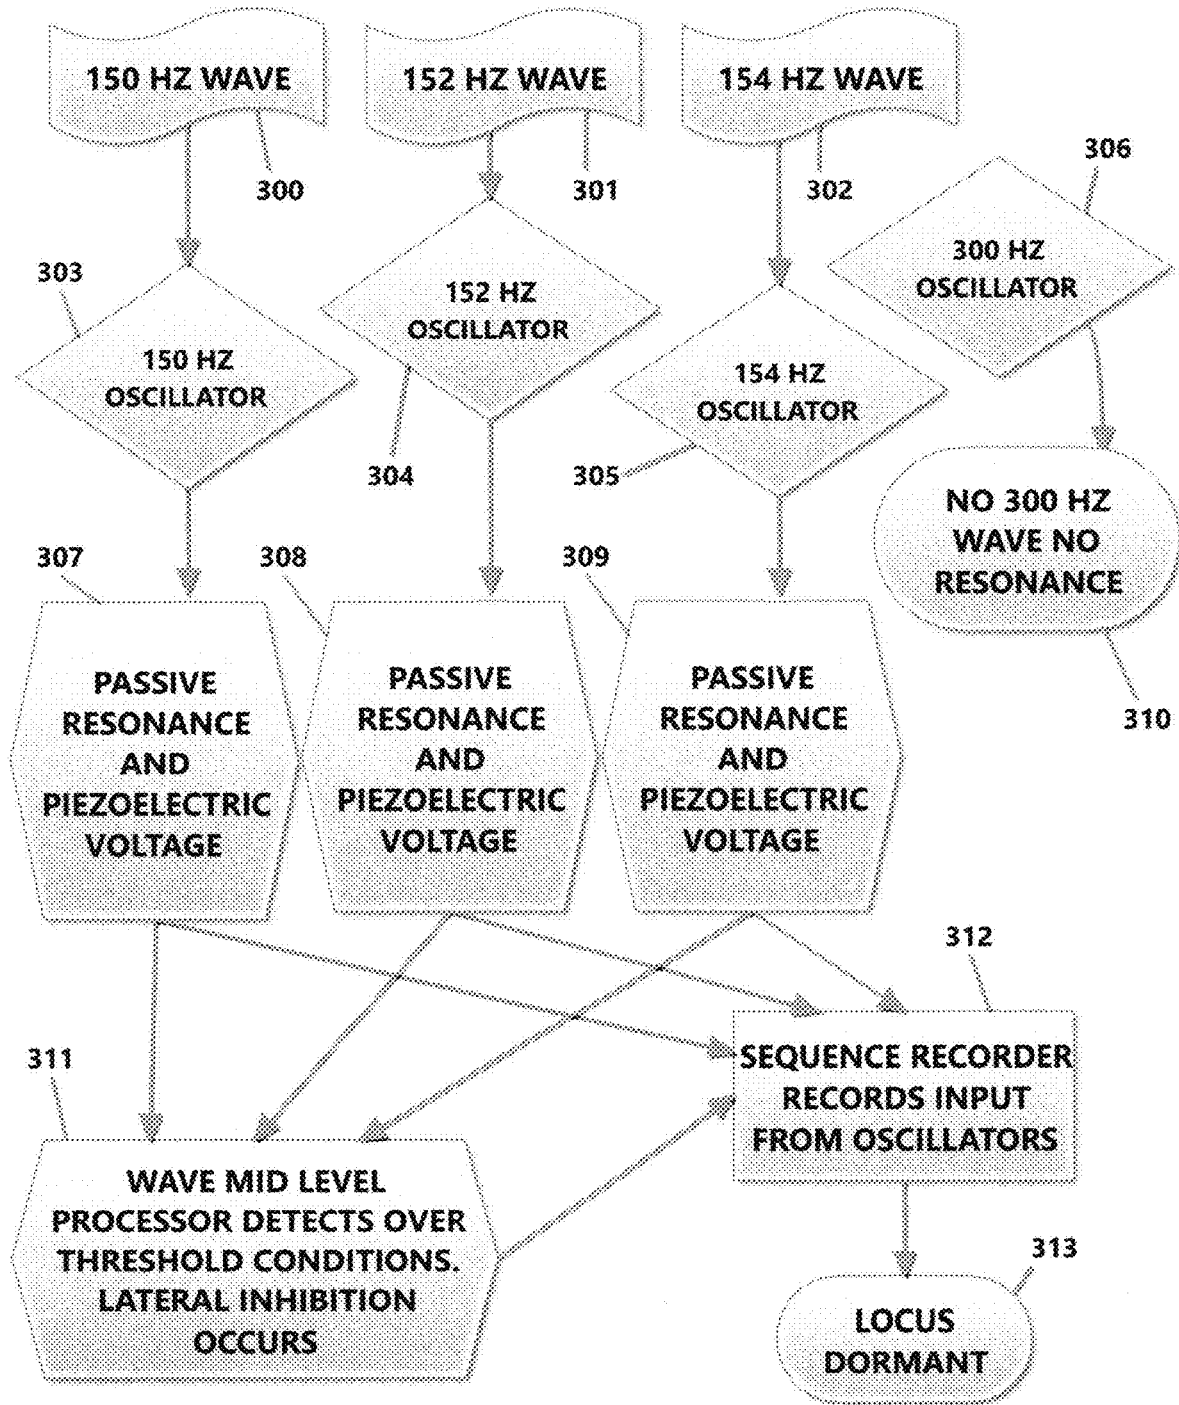 150 HZ WAVE
152 HZ WAVE
154 HZ WAVE
300
301
302
306
303
150 HZ
OSCILLATOR
152 HZ
OSCILLATOR
154 HZ
OSCILLATOR
300 HZ
OSCILLATOR
304
305
NO 300 HZ
WAVE NO
RESONANCE
310
307
308
309
PASSIVE
RESONANCE
AND
PIEZOELECTRIC
VOLTAGE
PASSIVE
RESONANCE
AND
PIEZOELECTRIC
VOLTAGE
PASSIVE
RESONANCE
AND
PIEZOELECTRIC
VOLTAGE
312
SEQUENCE RECORDER
RECORDS INPUT
FROM OSCILLATORS
311
WAVE MID LEVEL
PROCESSOR DETECTS OVER
THRESHOLD CONDITIONS.
LATERAL INHIBITION
OCCURS
313
LOCUS
DORMANT